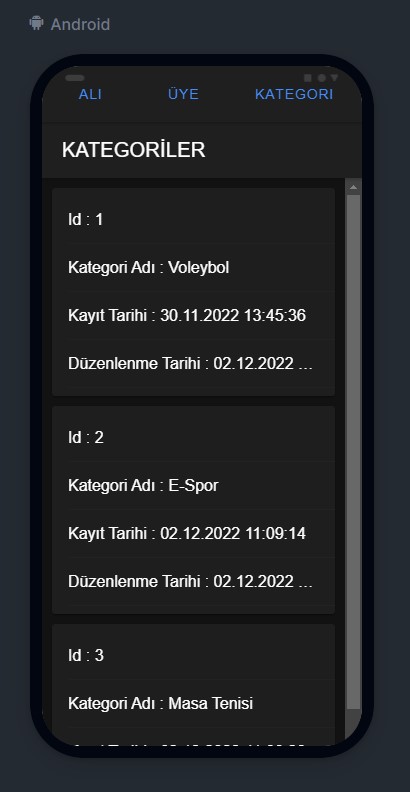 Android
ALI ÜYE KATEGORI
KATEGORİLER
Id : 1
Kategori Adı : Voleybol
Kayıt Tarihi : 30.11.2022 13:45:36
Düzenlenme Tarihi : 02.12.2022 ...
Id : 2
Kategori Adı : E-Spor
Kayıt Tarihi : 02.12.2022 11:09:14
Düzenlenme Tarihi : 02.12.2022 ...
Id : 3
Kategori Adı : Masa Tenisi